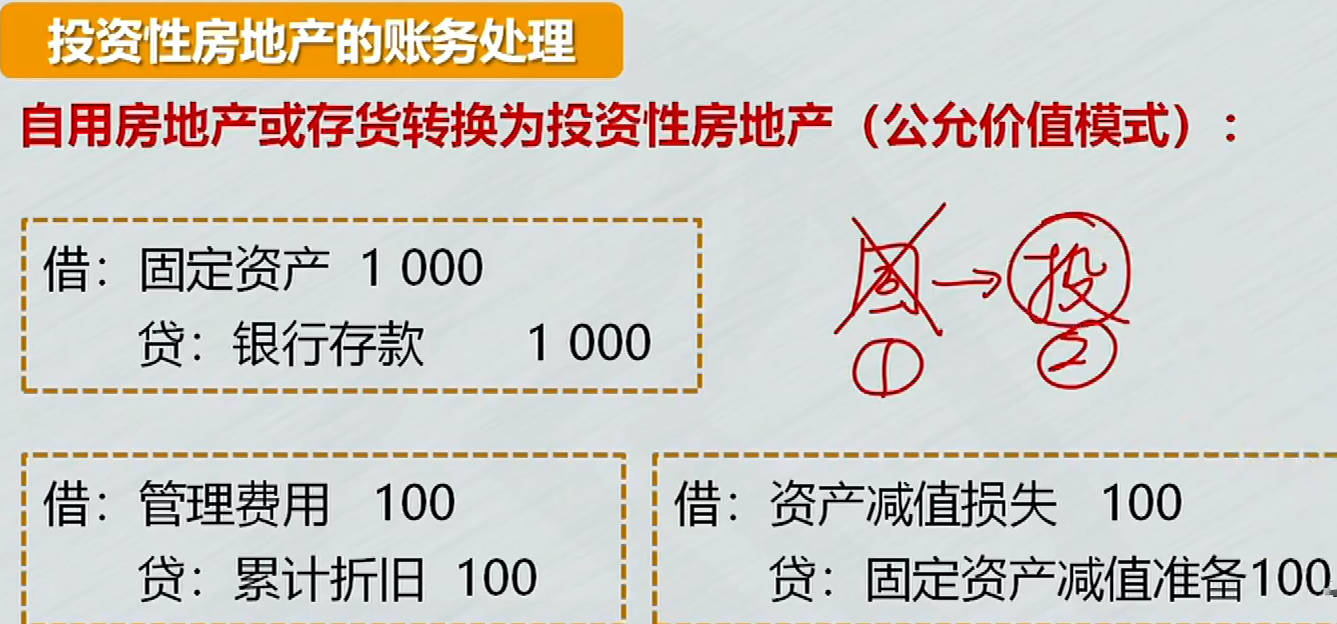 投资性房地产的账务处理
自用房地产或存货转换为投资性房地产（公允价值模式）：
借：固定资产 1 000
贷：银行存款 1 000
固→投
① ②
借：管理费用 100
贷：累计折旧 100
借：资产减值损失 100
贷：固定资产减值准备100